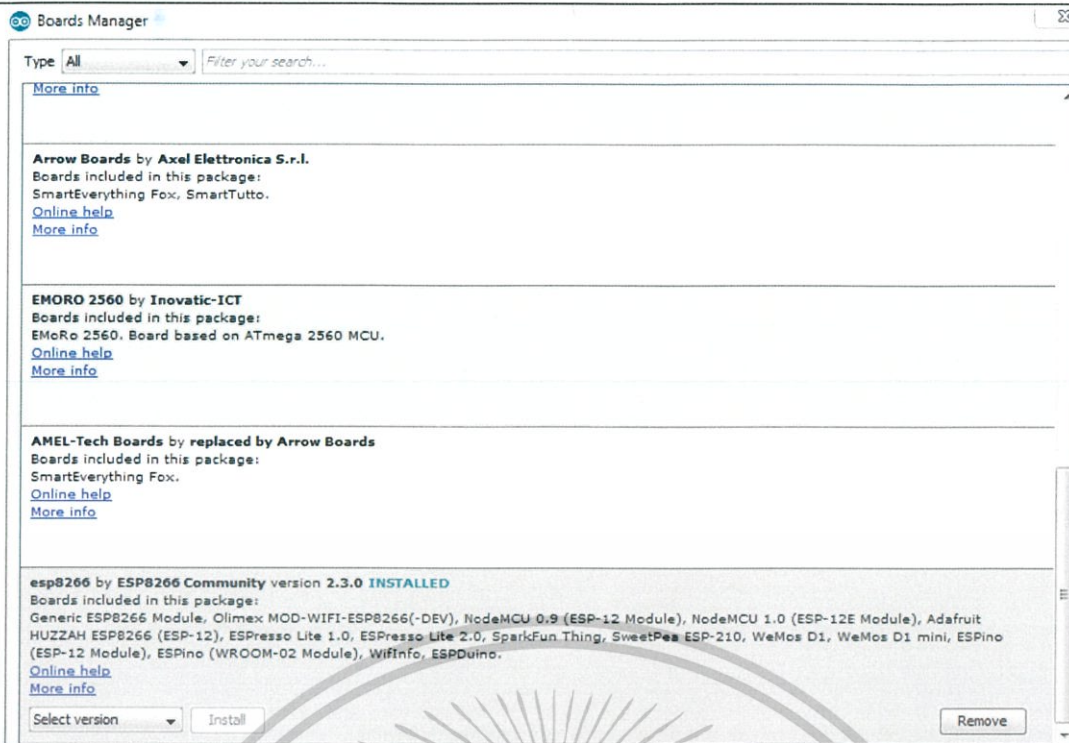 Boards Manager
Type All Filter your search...
More info
Arrow Boards by Axel Elettronica S.r.l.
Boards included in this package:
SmartEverything Fox, SmartTutto.
Online help
More info
EMORO 2560 by Inovatic-ICT
Boards included in this package:
EMoRo 2560. Board based on ATmega 2560 MCU.
Online help
More info
AMEL-Tech Boards by replaced by Arrow Boards
Boards included in this package:
SmartEverything Fox.
Online help
More info
esp8266 by ESP8266 Community version 2.3.0 INSTALLED
Boards included in this package:
Generic ESP8266 Module, Olimex MOD-WIFI-ESP8266(-DEV), NodeMCU 0.9 (ESP-12 Module), NodeMCU 1.0 (ESP-12E Module), Adafruit
HUZZAH ESP8266 (ESP-12), ESPresso Lite 1.0, ESPresso Lite 2.0, SparkFun Thing, SweetPea ESP-210, WeMos D1, WeMos D1 mini, ESPino
(ESP-12 Module), ESPino (WROOM-02 Module), WifInfo, ESPDuino.
Online help
More info
Select version Install Remove